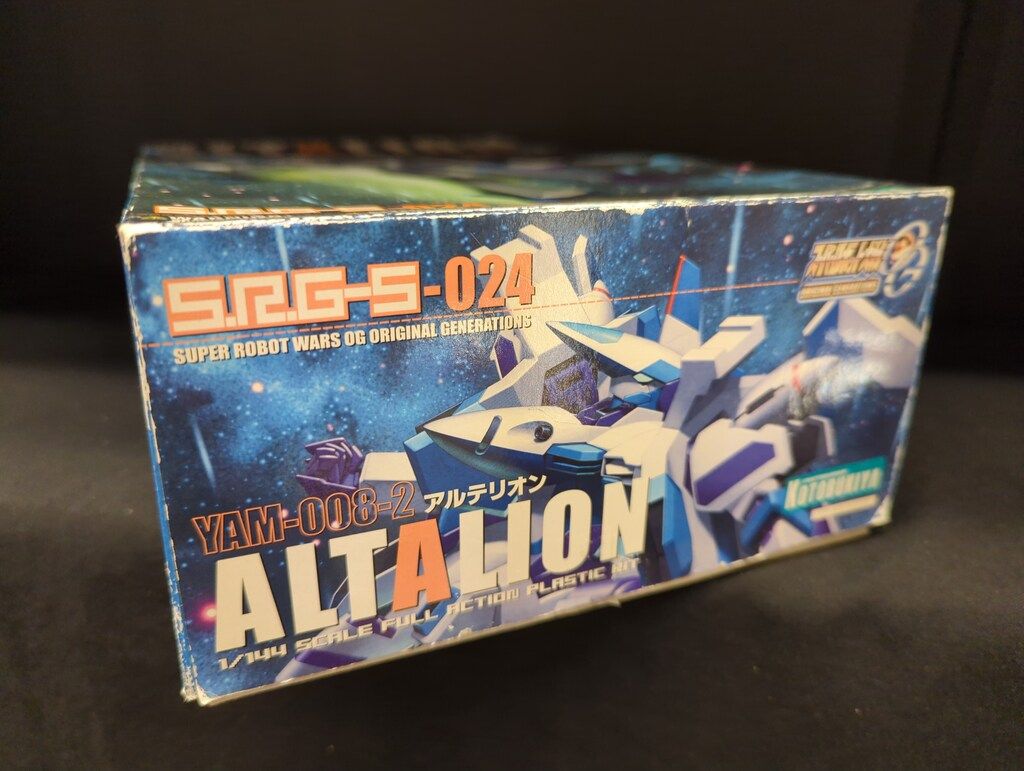 S.R.G-S-024
SUPER ROBOT WARS OG ORIGINAL GENERATIONS
YAM-008-2 アルテリオン
ALTALION
1/144 SCALE FULL ACTION PLASTIC KIT
KOTOBUKIYA